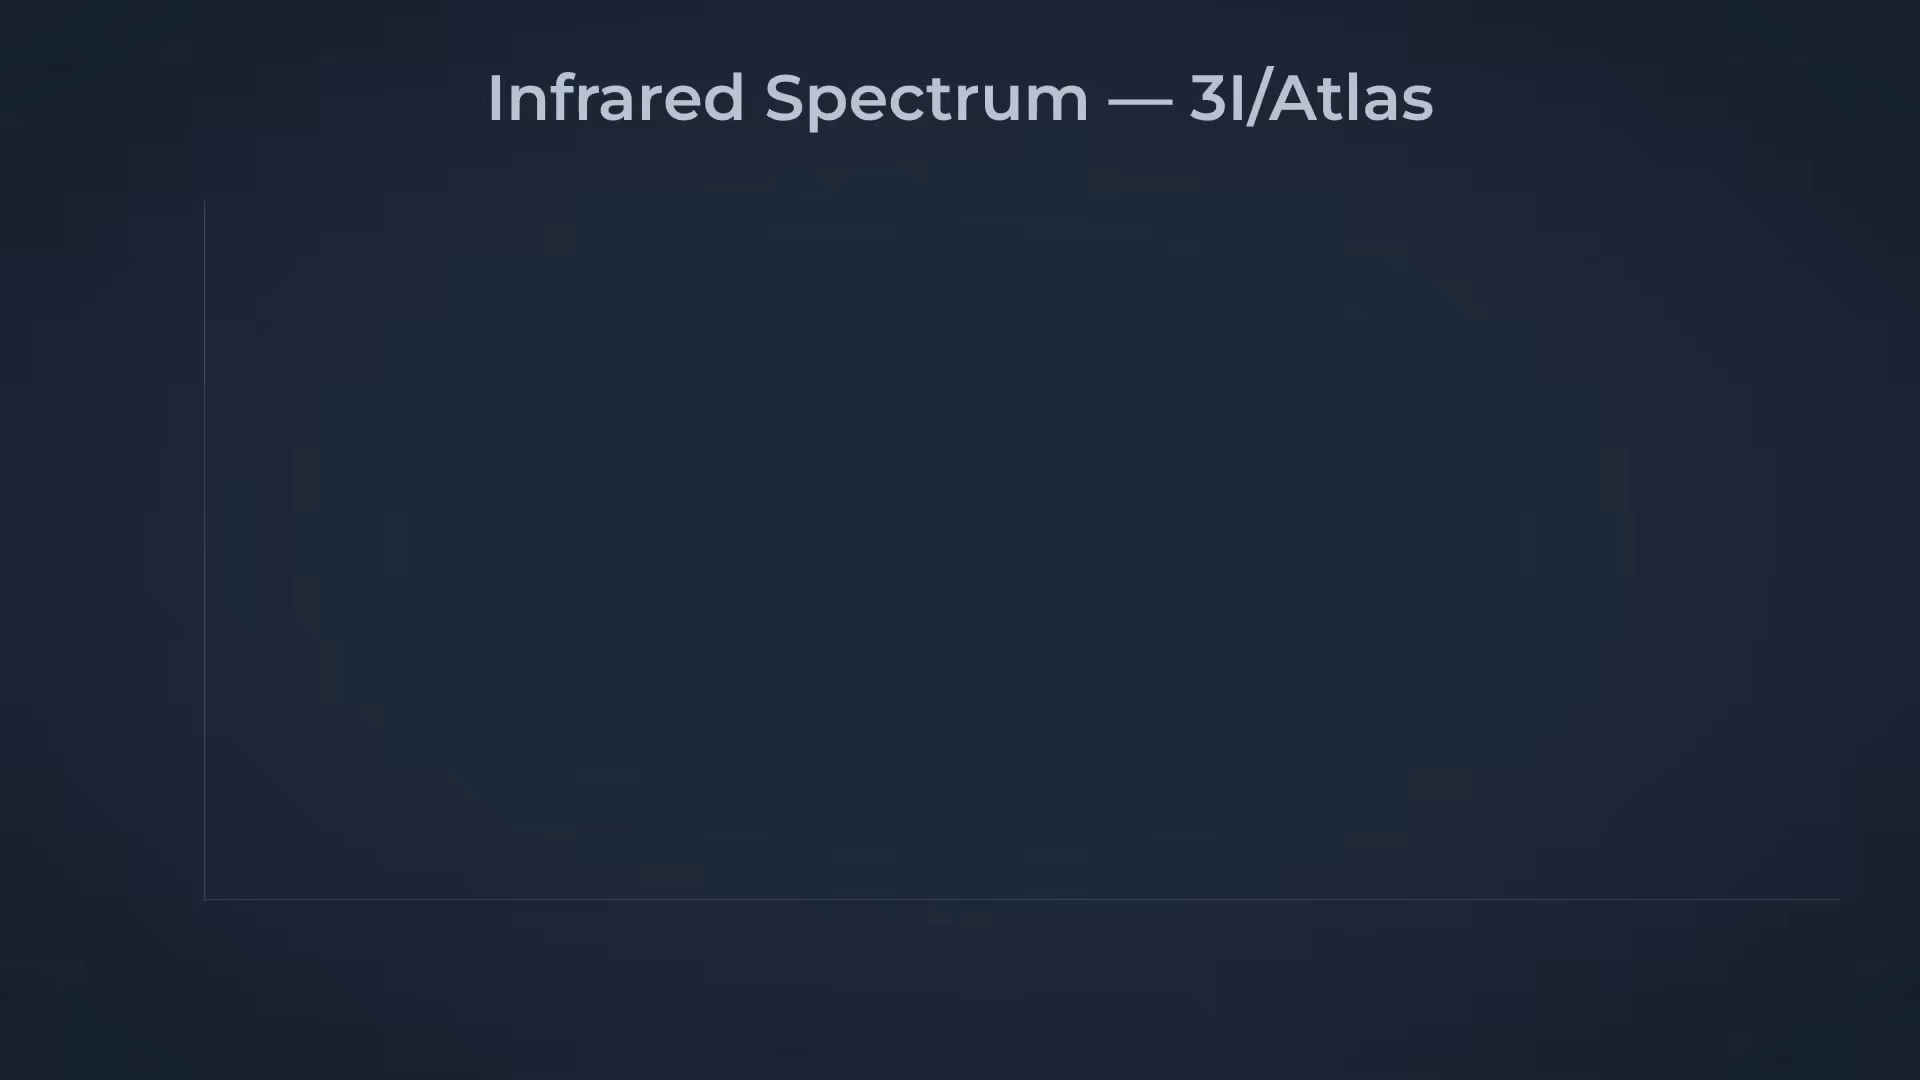 Infrared Spectrum — 3I/Atlas